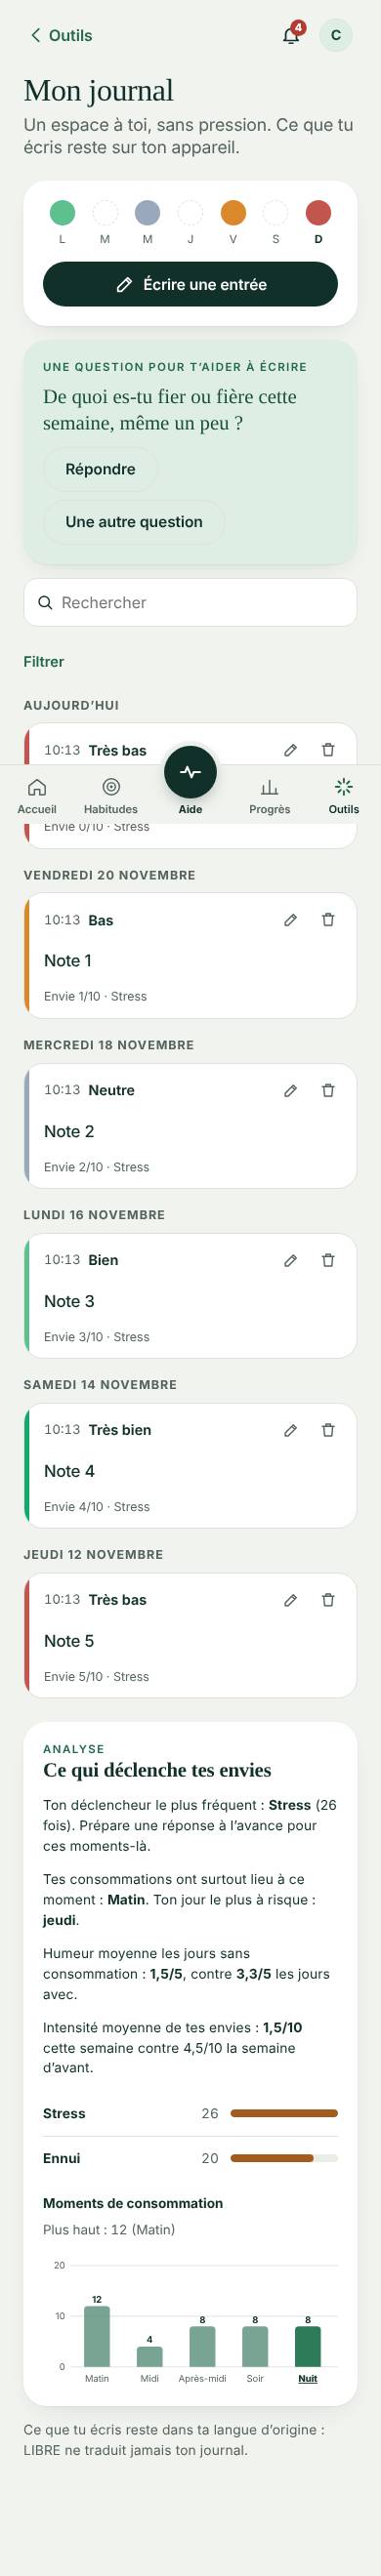 Outils
4
C
Mon journal
Un espace à toi, sans pression. Ce que tu
écris reste sur ton appareil.
L M M J V S D
Écrire une entrée
UNE QUESTION POUR T’AIDER À ÉCRIRE
De quoi es-tu fier ou fière cette
semaine, même un peu ?
Répondre
Une autre question
Rechercher
Filtrer
AUJOURD’HUI
10:13 Très bas
Accueil Habitudes Aide Progrès Outils
Envie 0/10 · Stress
VENDREDI 20 NOVEMBRE
10:13 Bas
Note 1
Envie 1/10 · Stress
MERCREDI 18 NOVEMBRE
10:13 Neutre
Note 2
Envie 2/10 · Stress
LUNDI 16 NOVEMBRE
10:13 Bien
Note 3
Envie 3/10 · Stress
SAMEDI 14 NOVEMBRE
10:13 Très bien
Note 4
Envie 4/10 · Stress
JEUDI 12 NOVEMBRE
10:13 Très bas
Note 5
Envie 5/10 · Stress
ANALYSE
Ce qui déclenche tes envies
Ton déclencheur le plus fréquent : Stress (26
fois). Prépare une réponse à l’avance pour
ces moments-là.
Tes consommations ont surtout lieu à ce
moment : Matin. Ton jour le plus à risque :
jeudi.
Humeur moyenne les jours sans
consommation : 1,5/5, contre 3,3/5 les jours
avec.
Intensité moyenne de tes envies : 1,5/10
cette semaine contre 4,5/10 la semaine
d’avant.
Stress 26
Ennui 20
Moments de consommation
Plus haut : 12 (Matin)
20
12
10
4
8
8
8
0
Matin Midi Après-midi Soir Nuit
Ce que tu écris reste dans ta langue d’origine :
LIBRE ne traduit jamais ton journal.